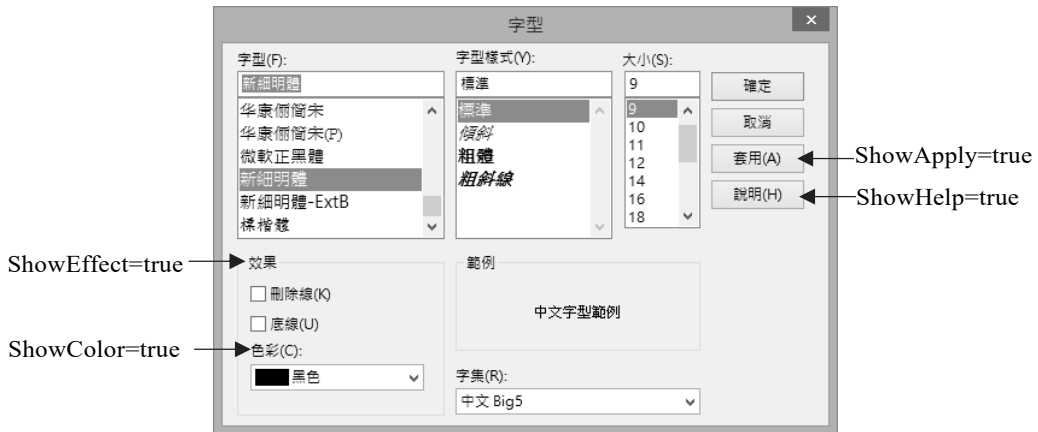 字型
×
字型(F):
新細明體
华康俪简宋
华康俪简宋(P)
微軟正黑體
新細明體
新細明體-ExtB
標楷體
字型樣式(Y):
標準
標準
傾斜
粗體
粗斜線
大小(S):
9
9
10
11
12
14
16
18
確定
取消
套用(A)
說明(H)
ShowApply=true
ShowHelp=true
ShowEffect=true
效果
刪除線(K)
底線(U)
ShowColor=true
色彩(C):
黑色
範例
中文字型範例
字集(R):
中文 Big5